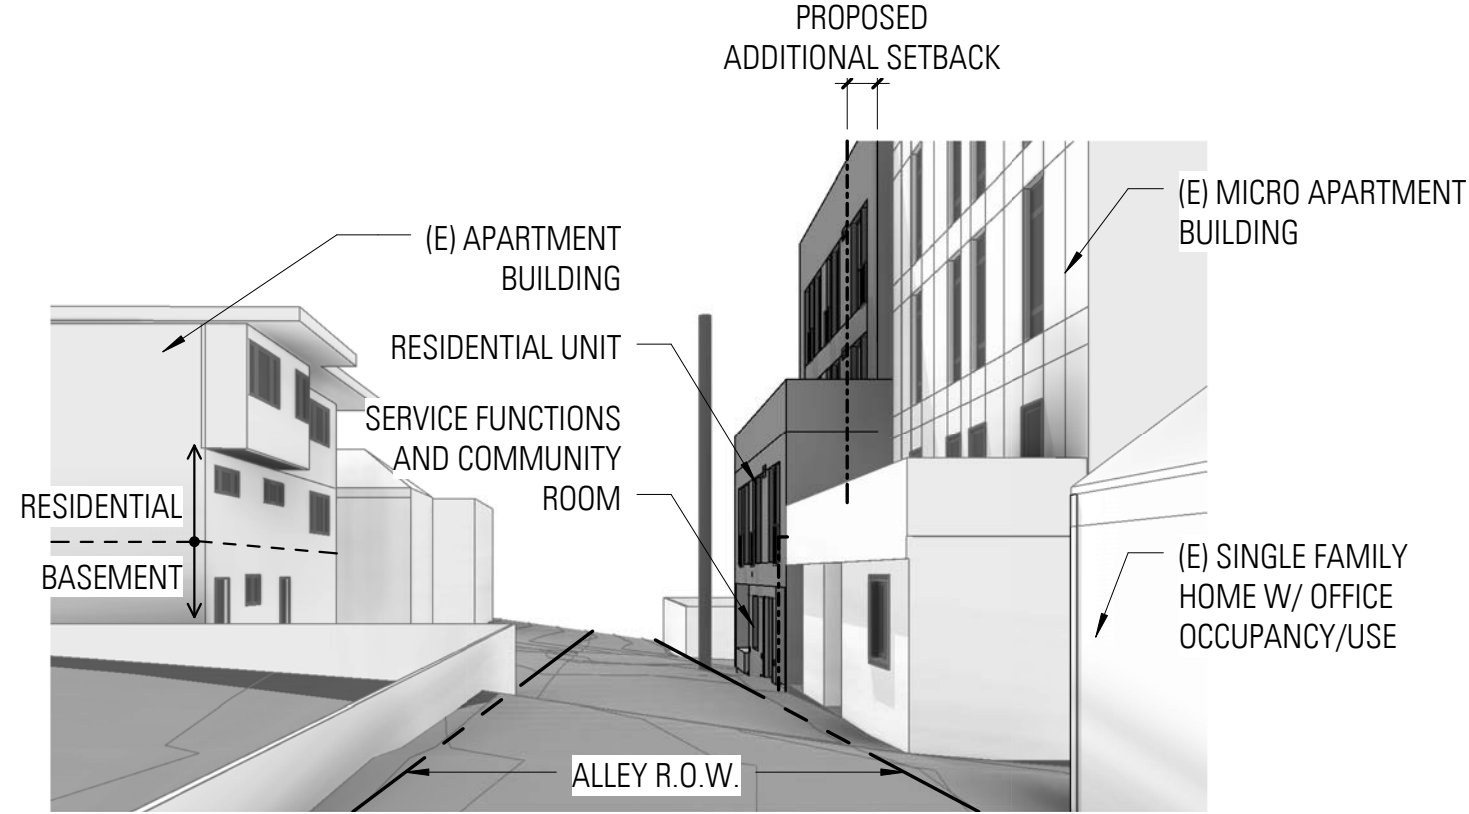 PROPOSED
ADDITIONAL SETBACK
(E) MICRO APARTMENT
BUILDING
(E) APARTMENT
BUILDING
RESIDENTIAL UNIT
SERVICE FUNCTIONS
AND COMMUNITY
ROOM
RESIDENTIAL
BASEMENT
(E) SINGLE FAMILY
HOME W/ OFFICE
OCCUPANCY/USE
ALLEY R.O.W.